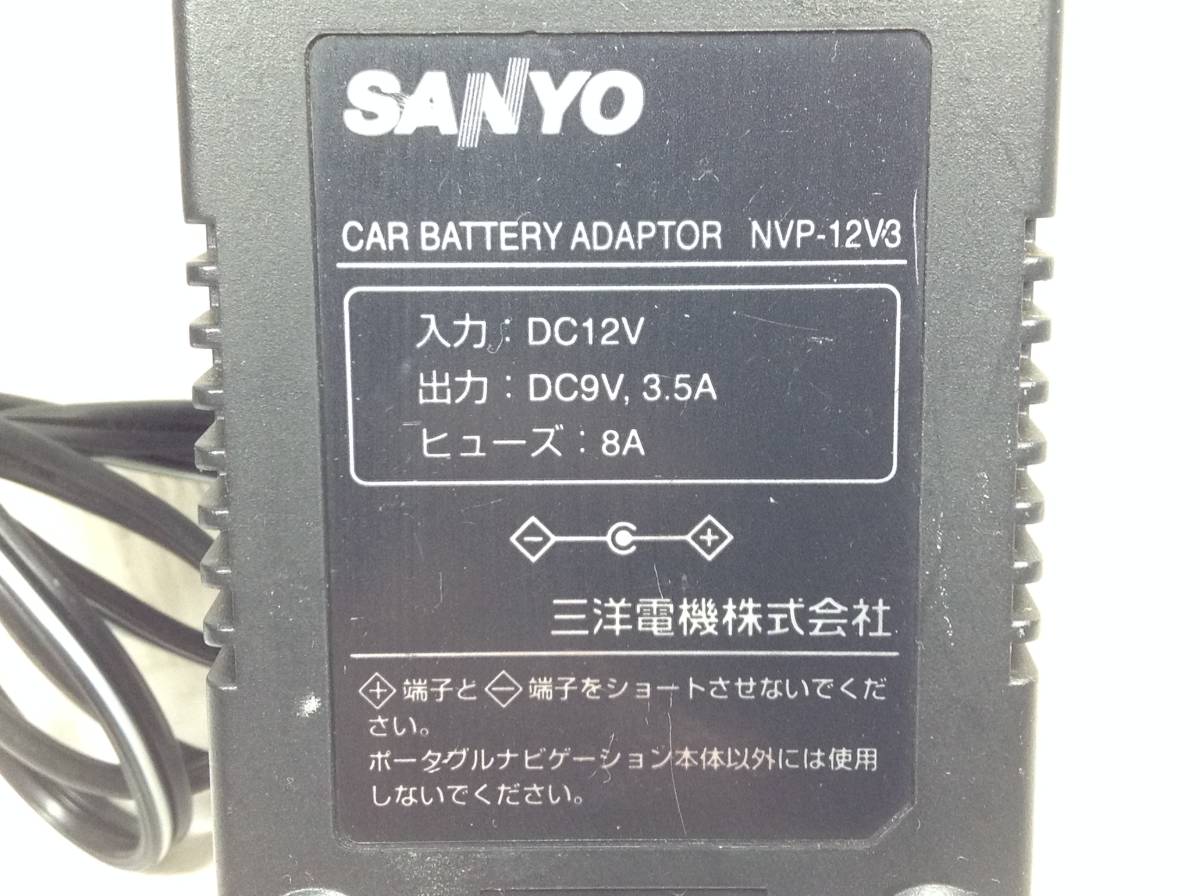 SANYO
CAR BATTERY ADAPTOR NVP-12V3
入力：DC12V
出力：DC9V, 3.5A
ヒューズ：8A
三洋電機株式会社
＋端子と－端子をショートさせないでくだ
さい。
ポータブルナビゲーション本体以外には使用
しないでください。